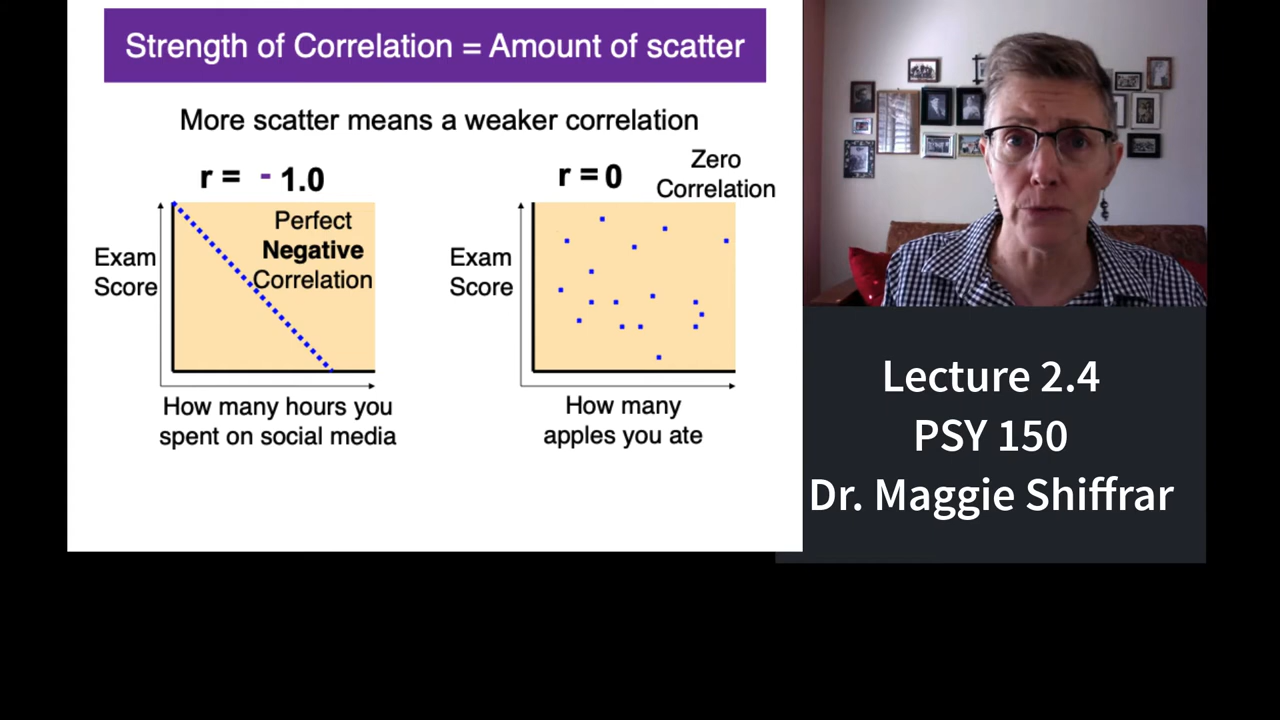 Strength of Correlation = Amount of scatter
More scatter means a weaker correlation
r = - 1.0
Perfect
Negative
Correlation
Exam
Score
How many hours you
spent on social media
r = 0
Zero
Correlation
Exam
Score
How many
apples you ate
Lecture 2.4
PSY 150
Dr. Maggie Shiffrar